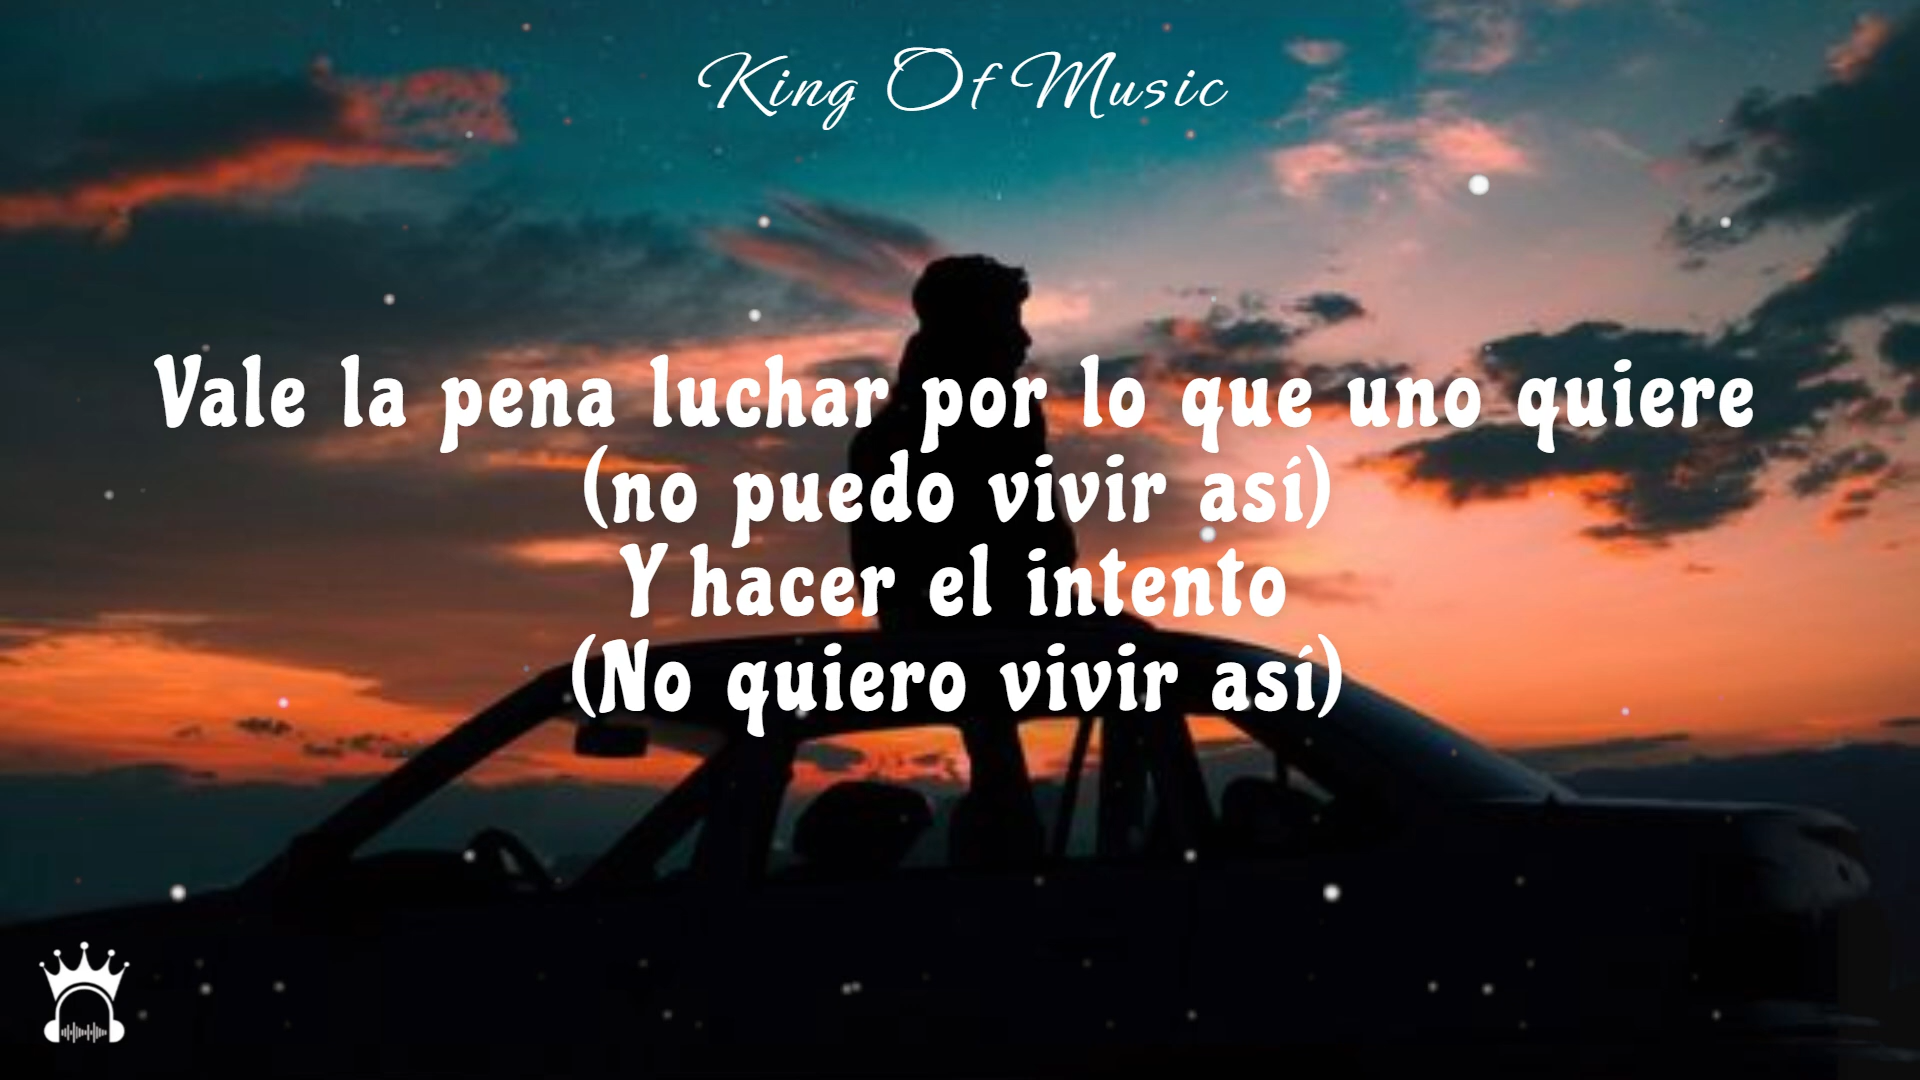 King Of Music
Vale la pena luchar por lo que uno quiere
(no puedo vivir así)
Y hacer el intento
(No quiero vivir así)